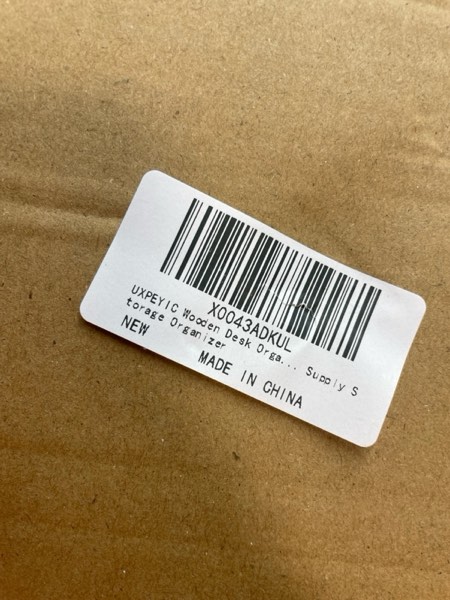 X0043ADKUL
UXPEYIC Wooden Desk Orga... Supply S
torage Organizer
NEW
MADE IN CHINA